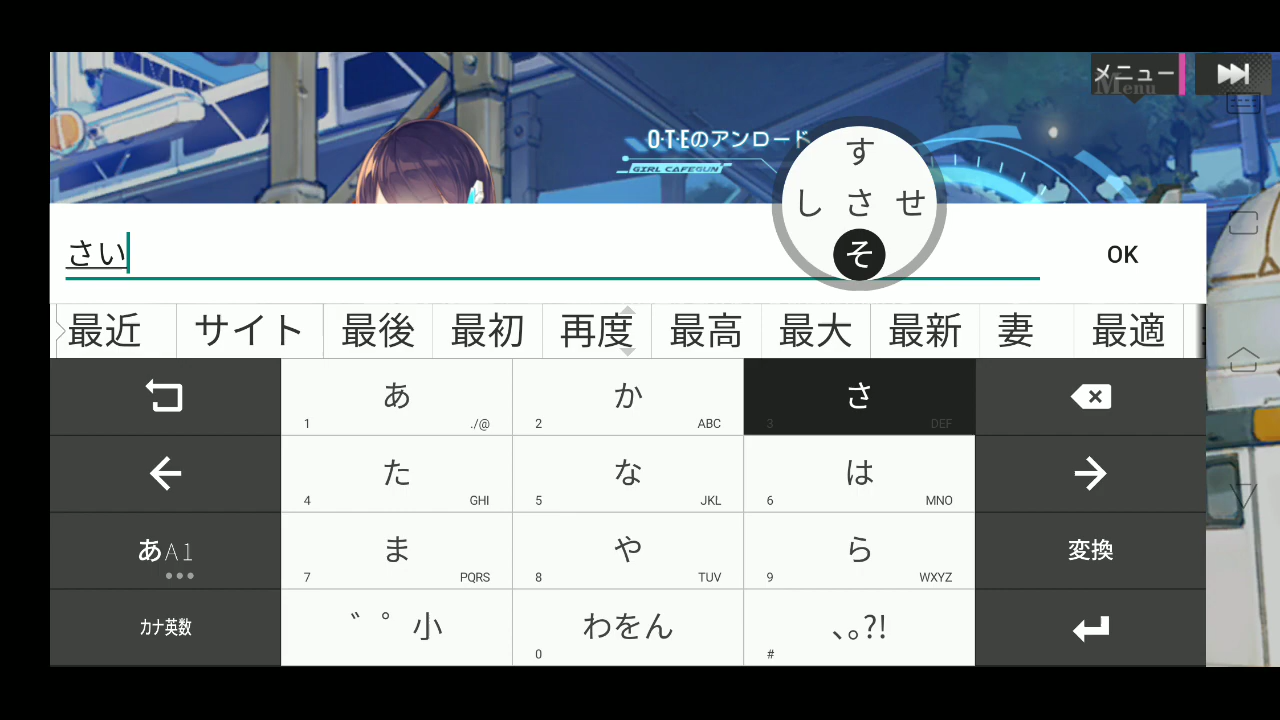 メニュー
Menu
O·T·Eのアンロード
GIRL CAFEGUN
す
し さ せ
そ
さい
OK
最近 サイト 最後 最初 再度 最高 最大 最新 妻 最適
あ か さ
1 ./@ 2 ABC 3 DEF
た な は
4 GHI 5 JKL 6 MNO
あA1 ま や ら 変換
7 PQRS 8 TUV 9 WXYZ
カナ英数 ゛゜小 わをん 、。?!
0 #